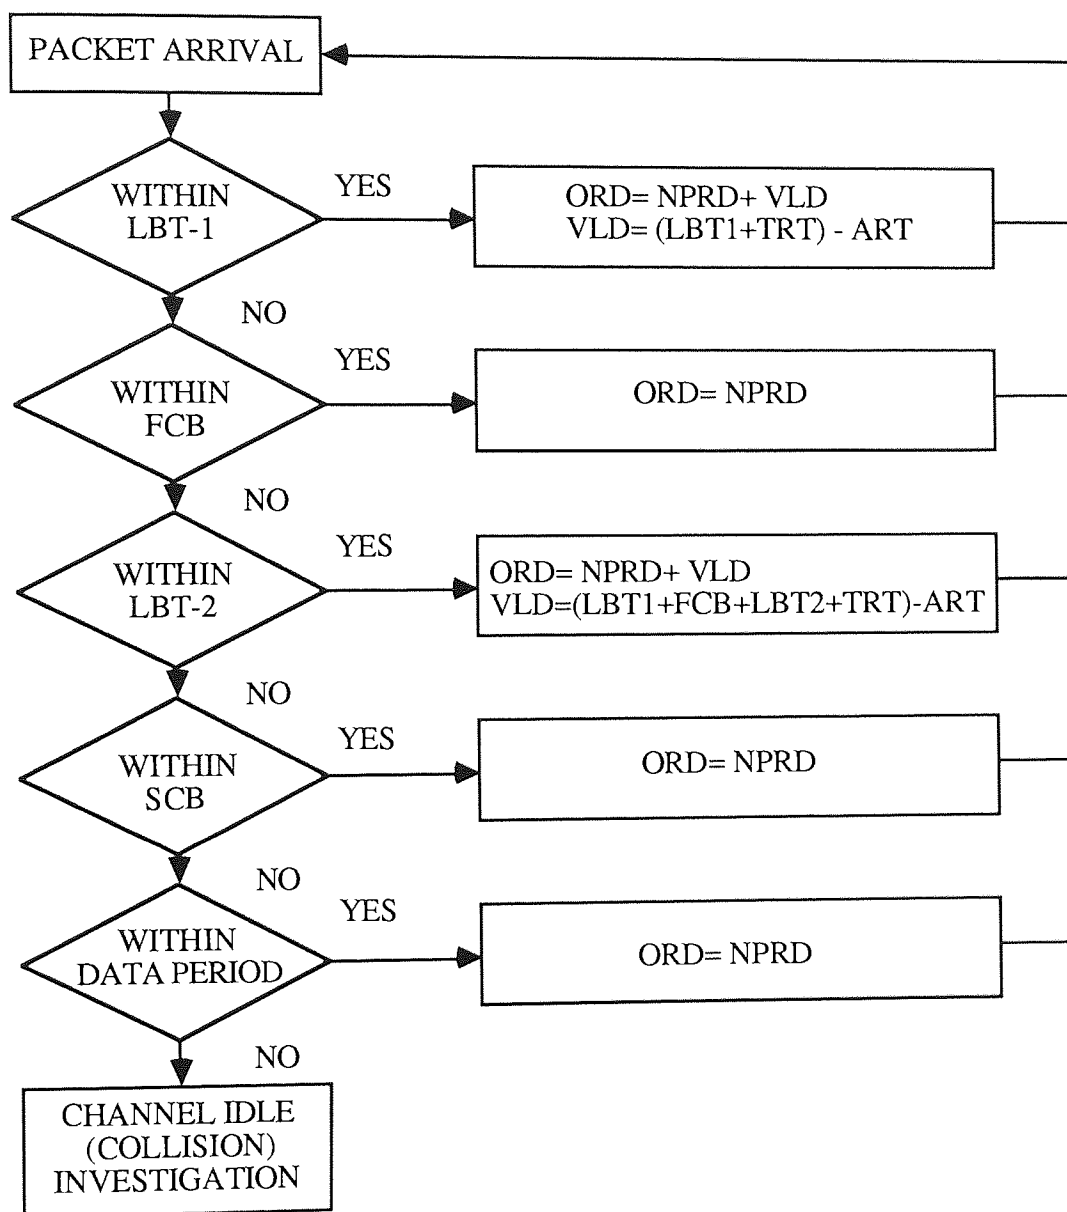 PACKET ARRIVAL
WITHIN
LBT-1
YES
ORD= NPRD+ VLD
VLD= (LBT1+TRT) - ART
NO
WITHIN
FCB
YES
ORD= NPRD
NO
WITHIN
LBT-2
YES
ORD= NPRD+ VLD
VLD=(LBT1+FCB+LBT2+TRT)-ART
NO
WITHIN
SCB
YES
ORD= NPRD
NO
WITHIN
DATA PERIOD
YES
ORD= NPRD
NO
CHANNEL IDLE
(COLLISION)
INVESTIGATION